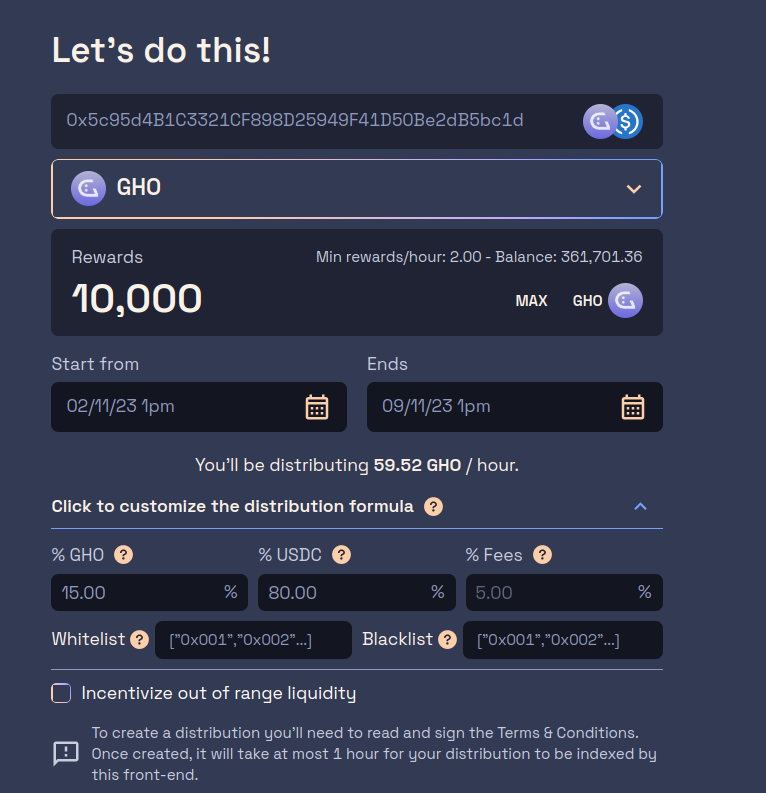 Let's do this!
0x5c95d4B1C3321CF898D25949F41D50Be2dB5bc1d
GHO
Rewards
Min rewards/hour: 2.00 - Balance: 361,701.36
10,000
MAX GHO
Start from Ends
02/11/23 1pm 09/11/23 1pm
You'll be distributing 59.52 GHO / hour.
Click to customize the distribution formula ?
% GHO ? % USDC ? % Fees ?
15.00 % 80.00 % 5.00 %
Whitelist ? ["0x001","0x002"...] Blacklist ? ["0x001","0x002"...]
Incentivize out of range liquidity
To create a distribution you'll need to read and sign the Terms & Conditions.
Once created, it will take at most 1 hour for your distribution to be indexed by
this front-end.